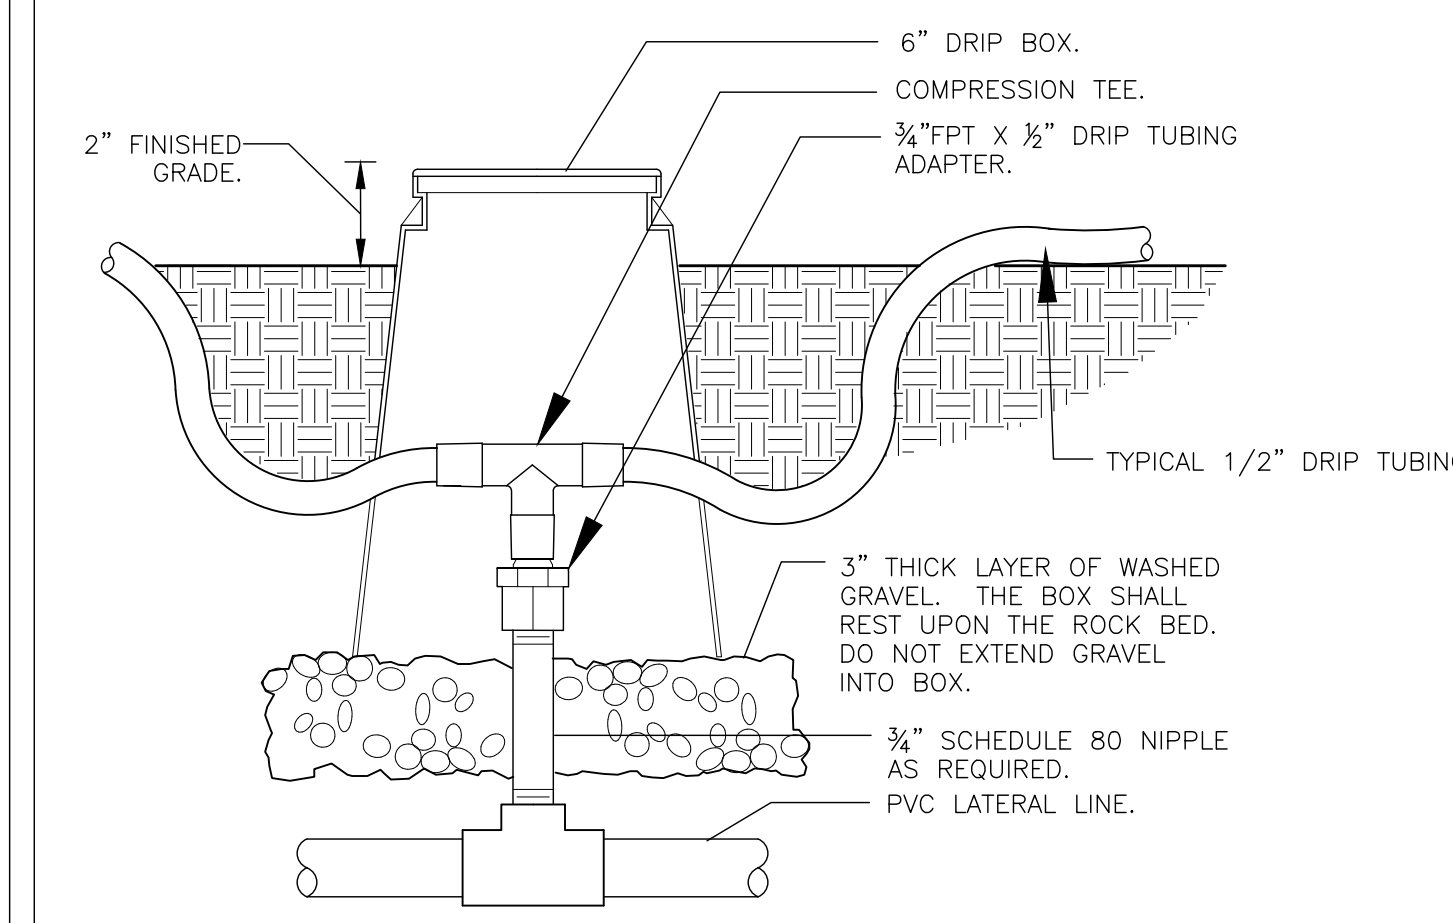 6” DRIP BOX.
COMPRESSION TEE.
¾”FPT X ½” DRIP TUBING
ADAPTER.
2” FINISHED
GRADE.
TYPICAL 1/2” DRIP TUBING
3” THICK LAYER OF WASHED
GRAVEL. THE BOX SHALL
REST UPON THE ROCK BED.
DO NOT EXTEND GRAVEL
INTO BOX.
¾” SCHEDULE 80 NIPPLE
AS REQUIRED.
PVC LATERAL LINE.